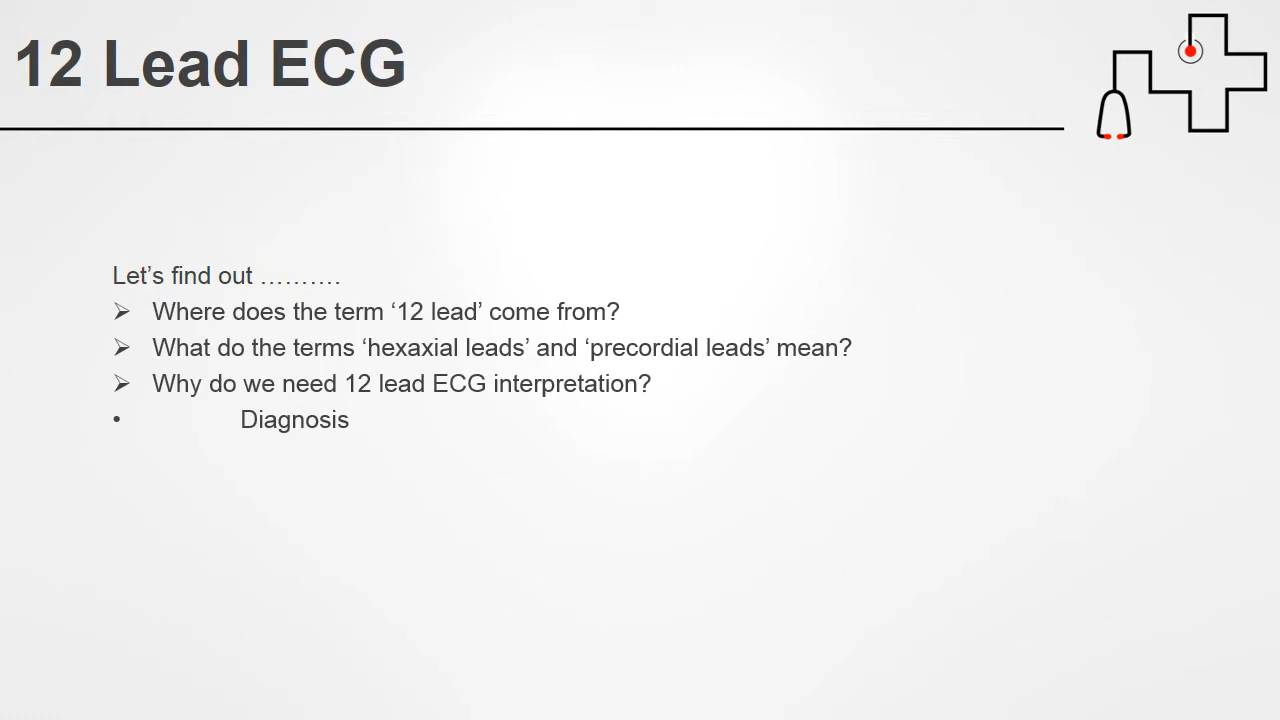 12 Lead ECG
Let’s find out ……….
➢ Where does the term ‘12 lead’ come from?
➢ What do the terms ‘hexaxial leads’ and ‘precordial leads’ mean?
➢ Why do we need 12 lead ECG interpretation?
• Diagnosis